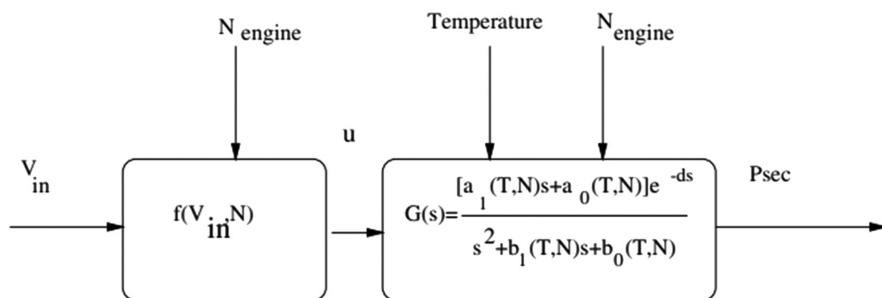 N engine
Temperature
N engine
u
V in
f(V in, N)
G(s)= [a 1 (T,N)s+a 0 (T,N)]e -ds
s 2 +b 1 (T,N)s+b 0 (T,N)
Psec